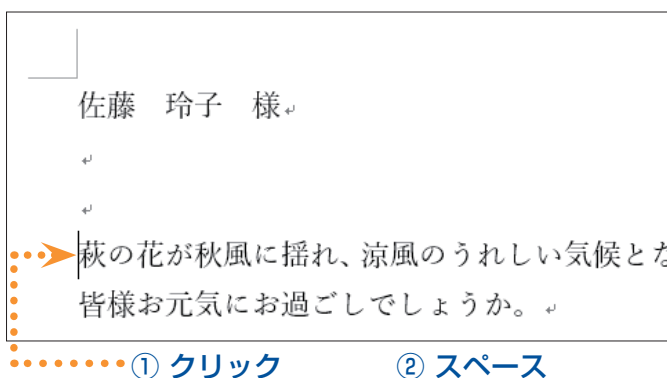 佐藤　玲子　様↵
↵
↵
萩の花が秋風に揺れ、涼風のうれしい気候とな
皆様お元気にお過ごしでしょうか。↵
① クリック　② スペース